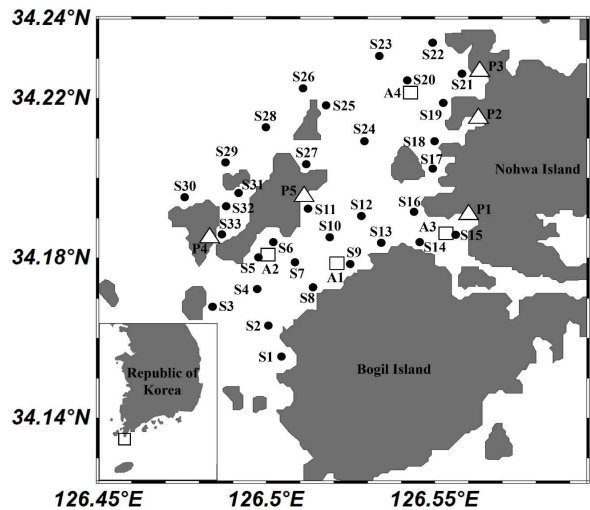 34.24°N
S23
S22
P3
S26
S20
S21
A4
S25
S19
34.22°N
P2
S28
S24
S18
S29
S27
S17
Nohwa Island
S30
S31
P5
S32
S11
S12
S16
P1
S33
S10
S13
A3
P4
S6
S14
S15
S5
A2
S7
S9
34.18°N
A1
S4
S8
S3
S2
S1
Republic of
Korea
Bogil Island
34.14°N
126.45°E
126.5°E
126.55°E